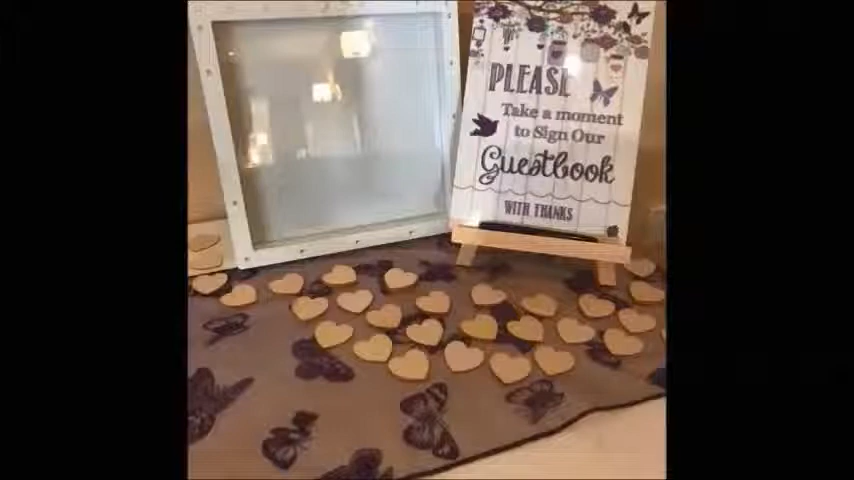 PLEASE
Take a moment
to Sign Our
Guestbook
WITH THANKS